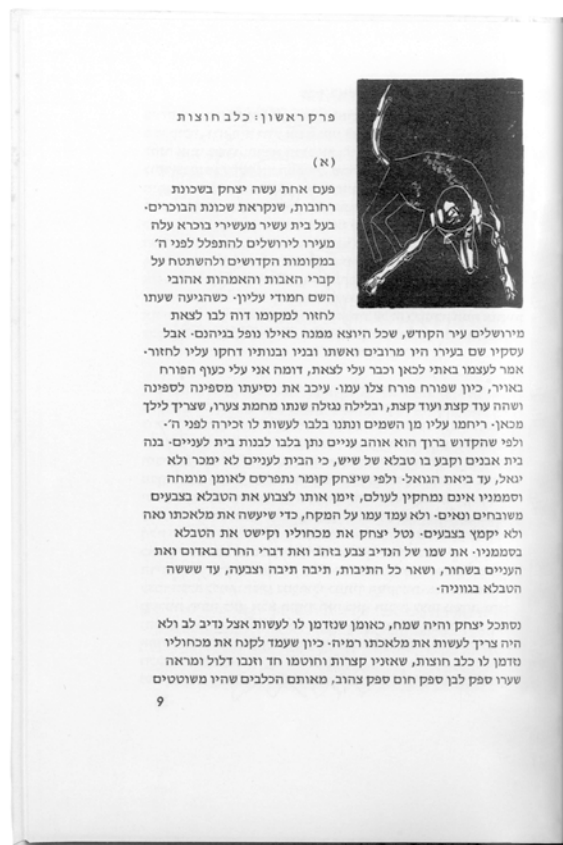 פרק ראשון: כלב חוצות
(א)
פעם אחת עשה יצחק בשכונת
רחובות, שנקראת שכונת הבוכרים.
בעל בית עשיר מעשירי בוכרא עלה
מעירו לירושלים להתפלל לפני ה״
במקומות הקדושים ולהשתטח על
קברי האבות והאמהות אהובי
השם חמודי עליון. כשהגיעה שעתו
לחזור למקומו דוה לבו לצאת
מירושלים עיר הקודש, שכל היוצא ממנה כאילו נופל בגיהנם. אבל
עסקיו שם בעירו היו מרובים ואשתו ובניו ובנותיו דחקו עליו לחזור.
אמר לעצמו באתי לכאן וכבר עלי לצאת, דומה אני עלי כעוף הפורח
באויר, כיון שפורח פורח צלו עמו. עיכב את נסיעתו מספינה לספינה
ושהה עוד קצת ועוד קצת, ובלילה נגזלה שנתו מחמת צערו, שצריך לילך
מכאן. ריחמו עליו מן השמים ונתנו בלבו לעשות לו זכירה לפני ה״.
ולפי שהקדוש ברוך הוא אוהב עניים נתן בלבו לבנות בית לעניים. בנה
בית אבנים וקבע בו טבלא של שיש, כי הבית לעניים לא ימכר ולא
יגאל, עד ביאת הגואל. ולפי שיצחק קומר נתפרסם לאומן מומחה
וסממניו אינם נמחקין לעולם, זימן אותו לצבוע את הטבלא בצבעים
משובחים ונאים. ולא עמד עמו על המקח, כדי שיעשה את מלאכתו נאה
ולא יקמץ בצבעים. נטל יצחק את מכחוליו וקישט את הטבלא
בסממניו. את שמו של הנדיב צבע בזהב ואת דברי החרם באדום ואת
העניים בשחור, ושאר כל התיבות, תיבה תיבה וצבעה, עד ששׂשׂה
הטבלא בגווניה.
נסתכל יצחק והיה שמח, כאומן שנזדמן לו לעשות אצל נדיב לב ולא
היה צריך לעשות את מלאכתו רמיה. כיון שעמד לקנח את מכחוליו
נזדמן לו כלב חוצות, שאזניו קצרות וחוטמו חד וזנבו דלול ומראה
שערו ספק לבן ספק חום ספק צהוב, מאותם הכלבים שהיו משוטטים
9